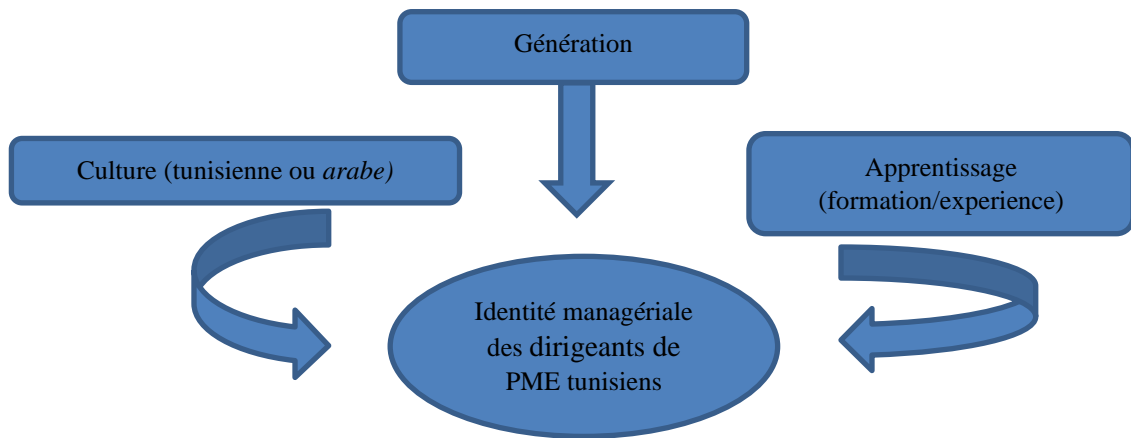 Génération
Culture (tunisienne ou arabe)
Apprentissage
(formation/experience)
Identité managériale
des dirigeants de
PME tunisiens